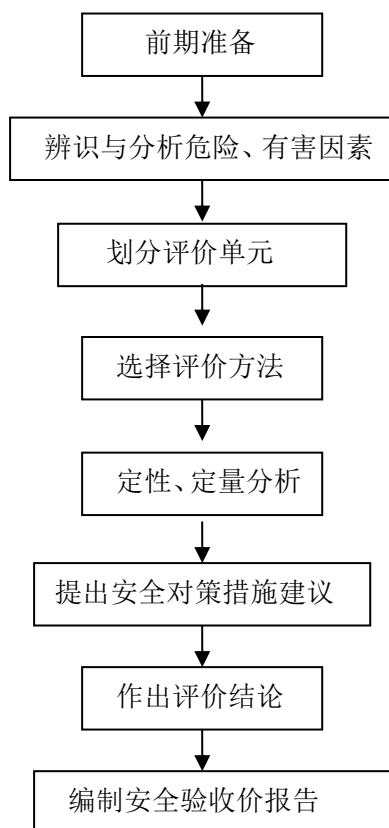 前期准备
辨识与分析危险、有害因素
划分评价单元
选择评价方法
定性、定量分析
提出安全对策措施建议
作出评价结论
编制安全验收价报告